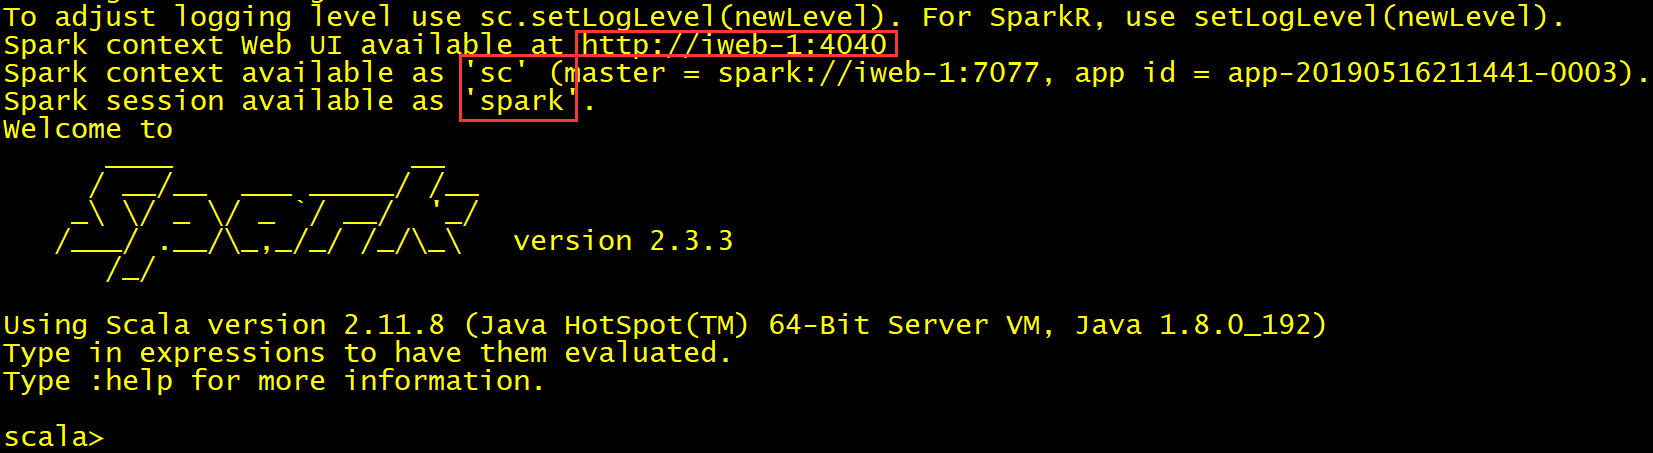 To adjust logging level use sc.setLogLevel(newLevel). For SparkR, use setLogLevel(newLevel).
Spark context Web UI available at http://iweb-1:4040
Spark context available as 'sc' (master = spark://iweb-1:7077, app id = app-20190516211441-0003).
Spark session available as 'spark'.
Welcome to
      ____              __
     / __/__  ___ _____/ /__
    _\ \/ _ \/ _ `/ __/  '_/
   /___/ .__/\_,_/_/ /_/\_\   version 2.3.3
      /_/
Using Scala version 2.11.8 (Java HotSpot(TM) 64-Bit Server VM, Java 1.8.0_192)
Type in expressions to have them evaluated.
Type :help for more information.
scala>